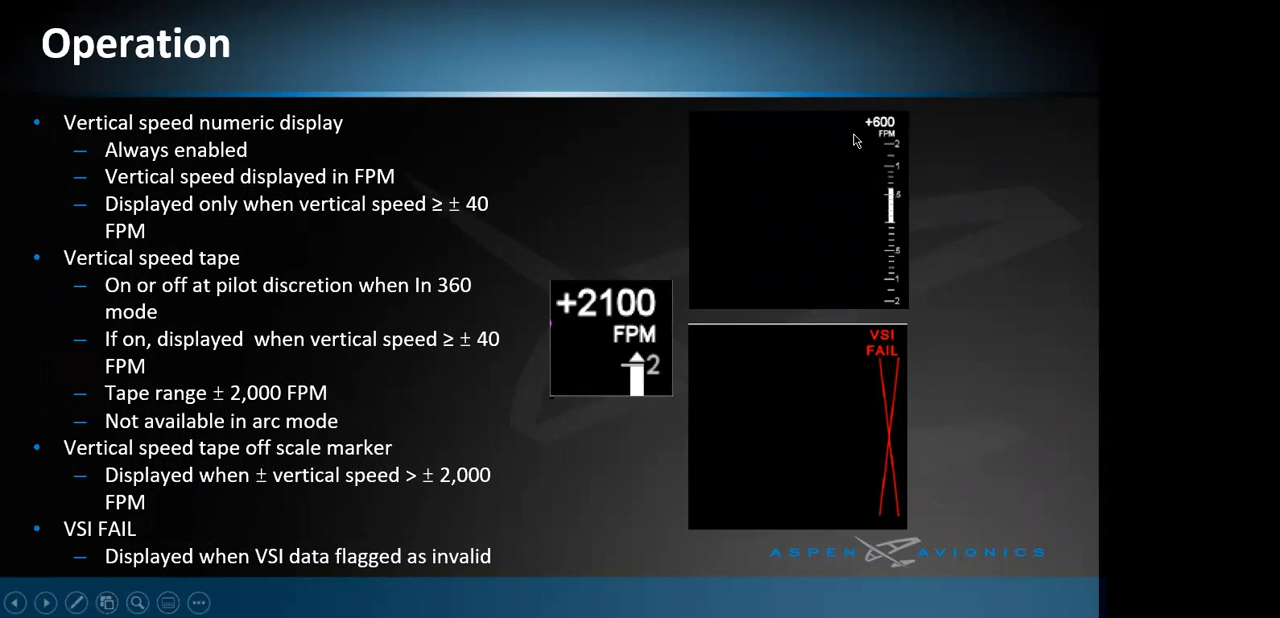 Operation
• Vertical speed numeric display
– Always enabled
– Vertical speed displayed in FPM
– Displayed only when vertical speed ≥ ± 40
FPM
• Vertical speed tape
– On or off at pilot discretion when In 360
mode
– If on, displayed when vertical speed ≥ ± 40
FPM
– Tape range ± 2,000 FPM
– Not available in arc mode
• Vertical speed tape off scale marker
– Displayed when ± vertical speed > ± 2,000
FPM
• VSI FAIL
– Displayed when VSI data flagged as invalid
+2100
FPM
2
+600
FPM
2
1
.5
.5
1
2
VSI
FAIL
ASPEN AVIONICS